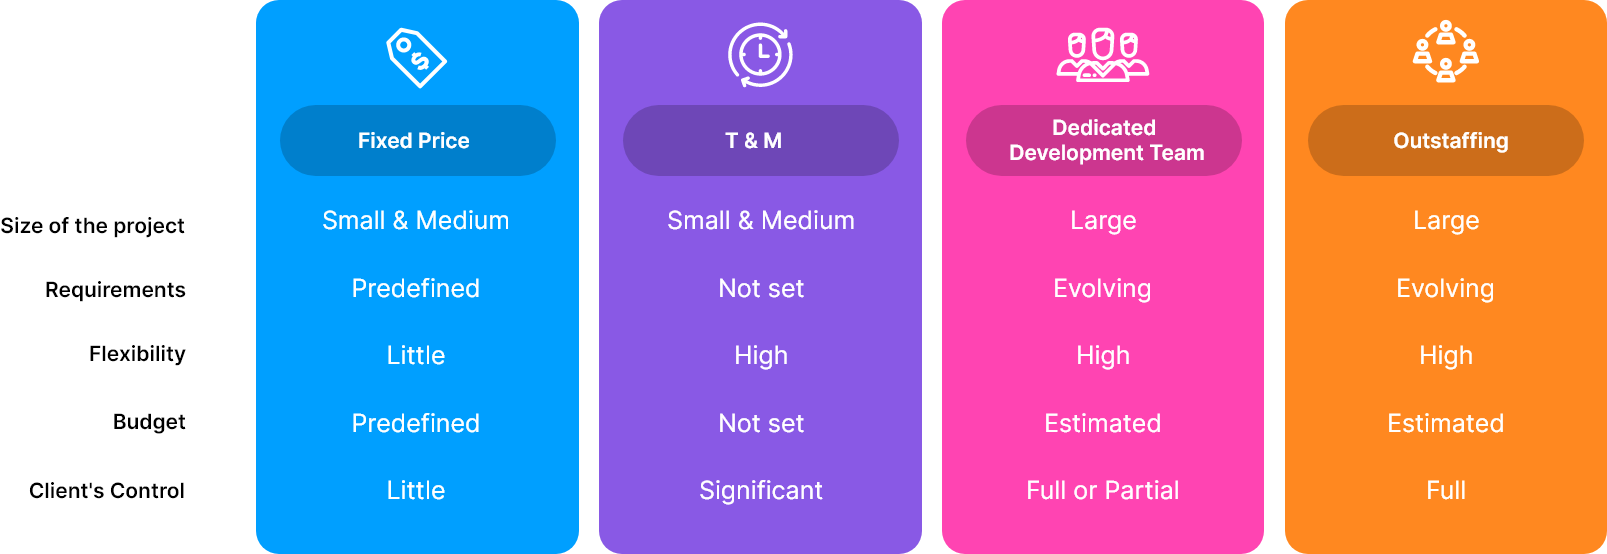 Fixed Price
T & M
Dedicated
Development Team
Outstaffing
Size of the project
Small & Medium
Small & Medium
Large
Large
Requirements
Predefined
Not set
Evolving
Evolving
Flexibility
Little
High
High
High
Budget
Predefined
Not set
Estimated
Estimated
Client's Control
Little
Significant
Full or Partial
Full